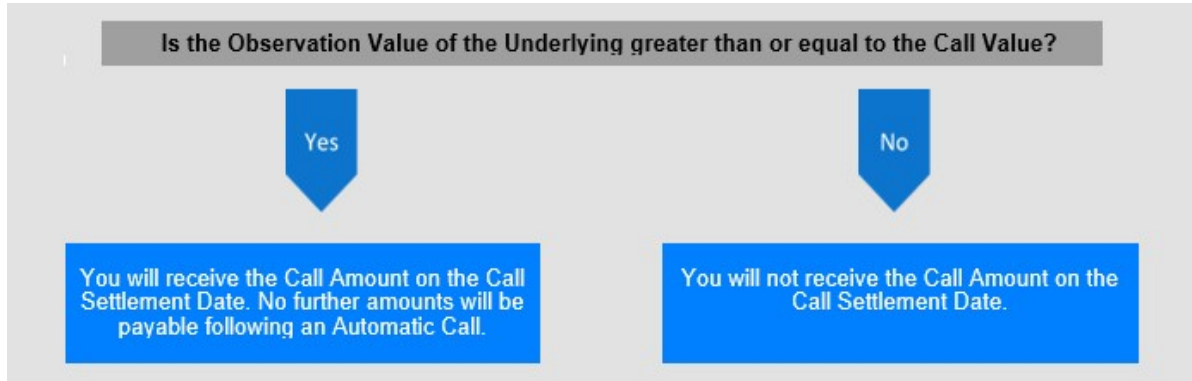 Is the Observation Value of the Underlying greater than or equal to the Call Value?
Yes
No
You will receive the Call Amount on the Call
Settlement Date. No further amounts will be
payable following an Automatic Call.
You will not receive the Call Amount on the
Call Settlement Date.